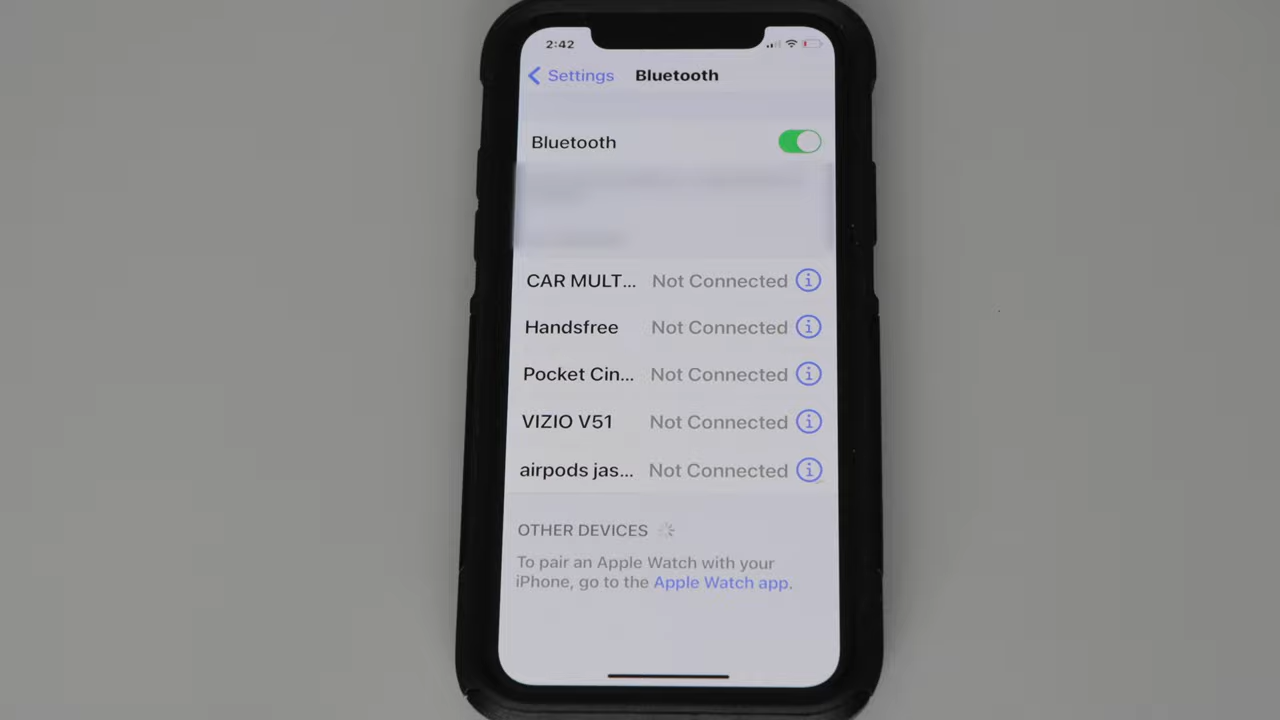 2:42
Settings Bluetooth
Bluetooth
CAR MULT... Not Connected
Handsfree Not Connected
Pocket Cin... Not Connected
VIZIO V51 Not Connected
airpods jas... Not Connected
OTHER DEVICES
To pair an Apple Watch with your
iPhone, go to the Apple Watch app.